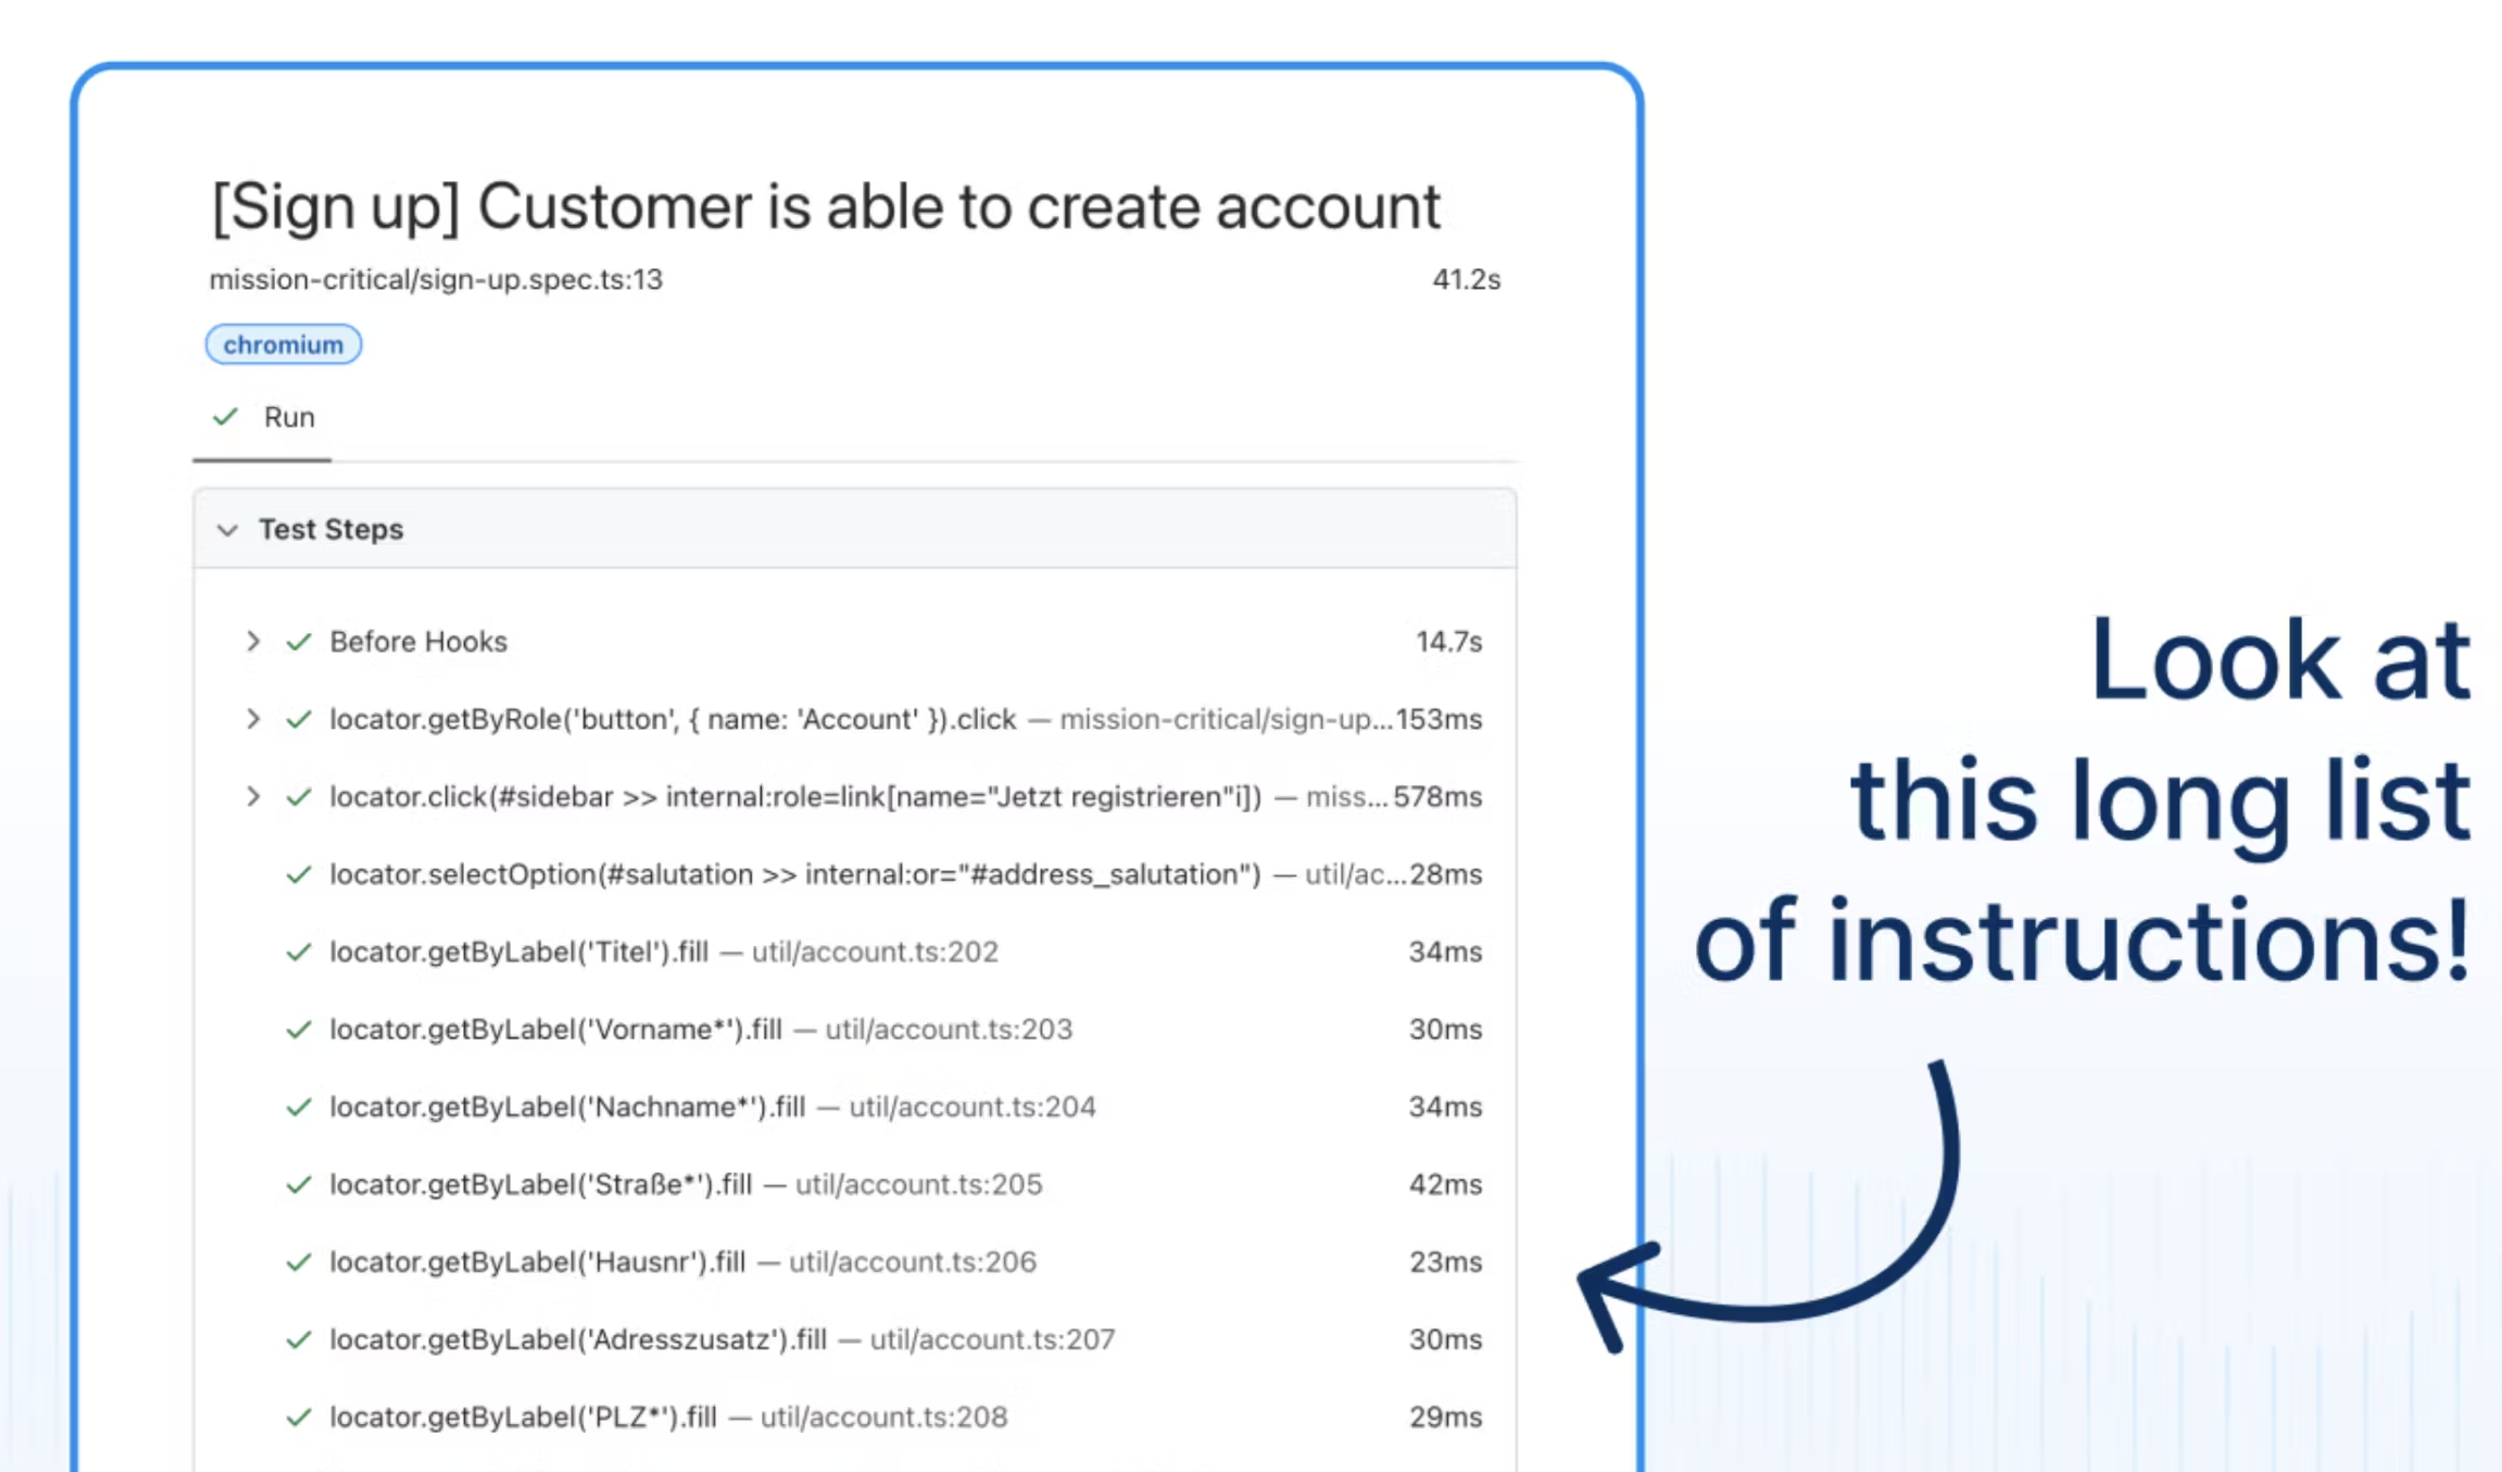 [Sign up] Customer is able to create account
mission-critical/sign-up.spec.ts:13 41.2s
chromium
Run
Test Steps
Before Hooks 14.7s
locator.getByRole('button', { name: 'Account' }).click — mission-critical/sign-up...153ms
locator.click(#sidebar >> internal:role=link[name="Jetzt registrieren"i]) — miss... 578ms
locator.selectOption(#salutation >> internal:or="#address_salutation") — util/ac...28ms
locator.getByLabel('Titel').fill — util/account.ts:202 34ms
locator.getByLabel('Vorname*').fill — util/account.ts:203 30ms
locator.getByLabel('Nachname*').fill — util/account.ts:204 34ms
locator.getByLabel('Straße*').fill — util/account.ts:205 42ms
locator.getByLabel('Hausnr').fill — util/account.ts:206 23ms
locator.getByLabel('Adresszusatz').fill — util/account.ts:207 30ms
locator.getByLabel('PLZ*').fill — util/account.ts:208 29ms
Look at
this long list
of instructions!